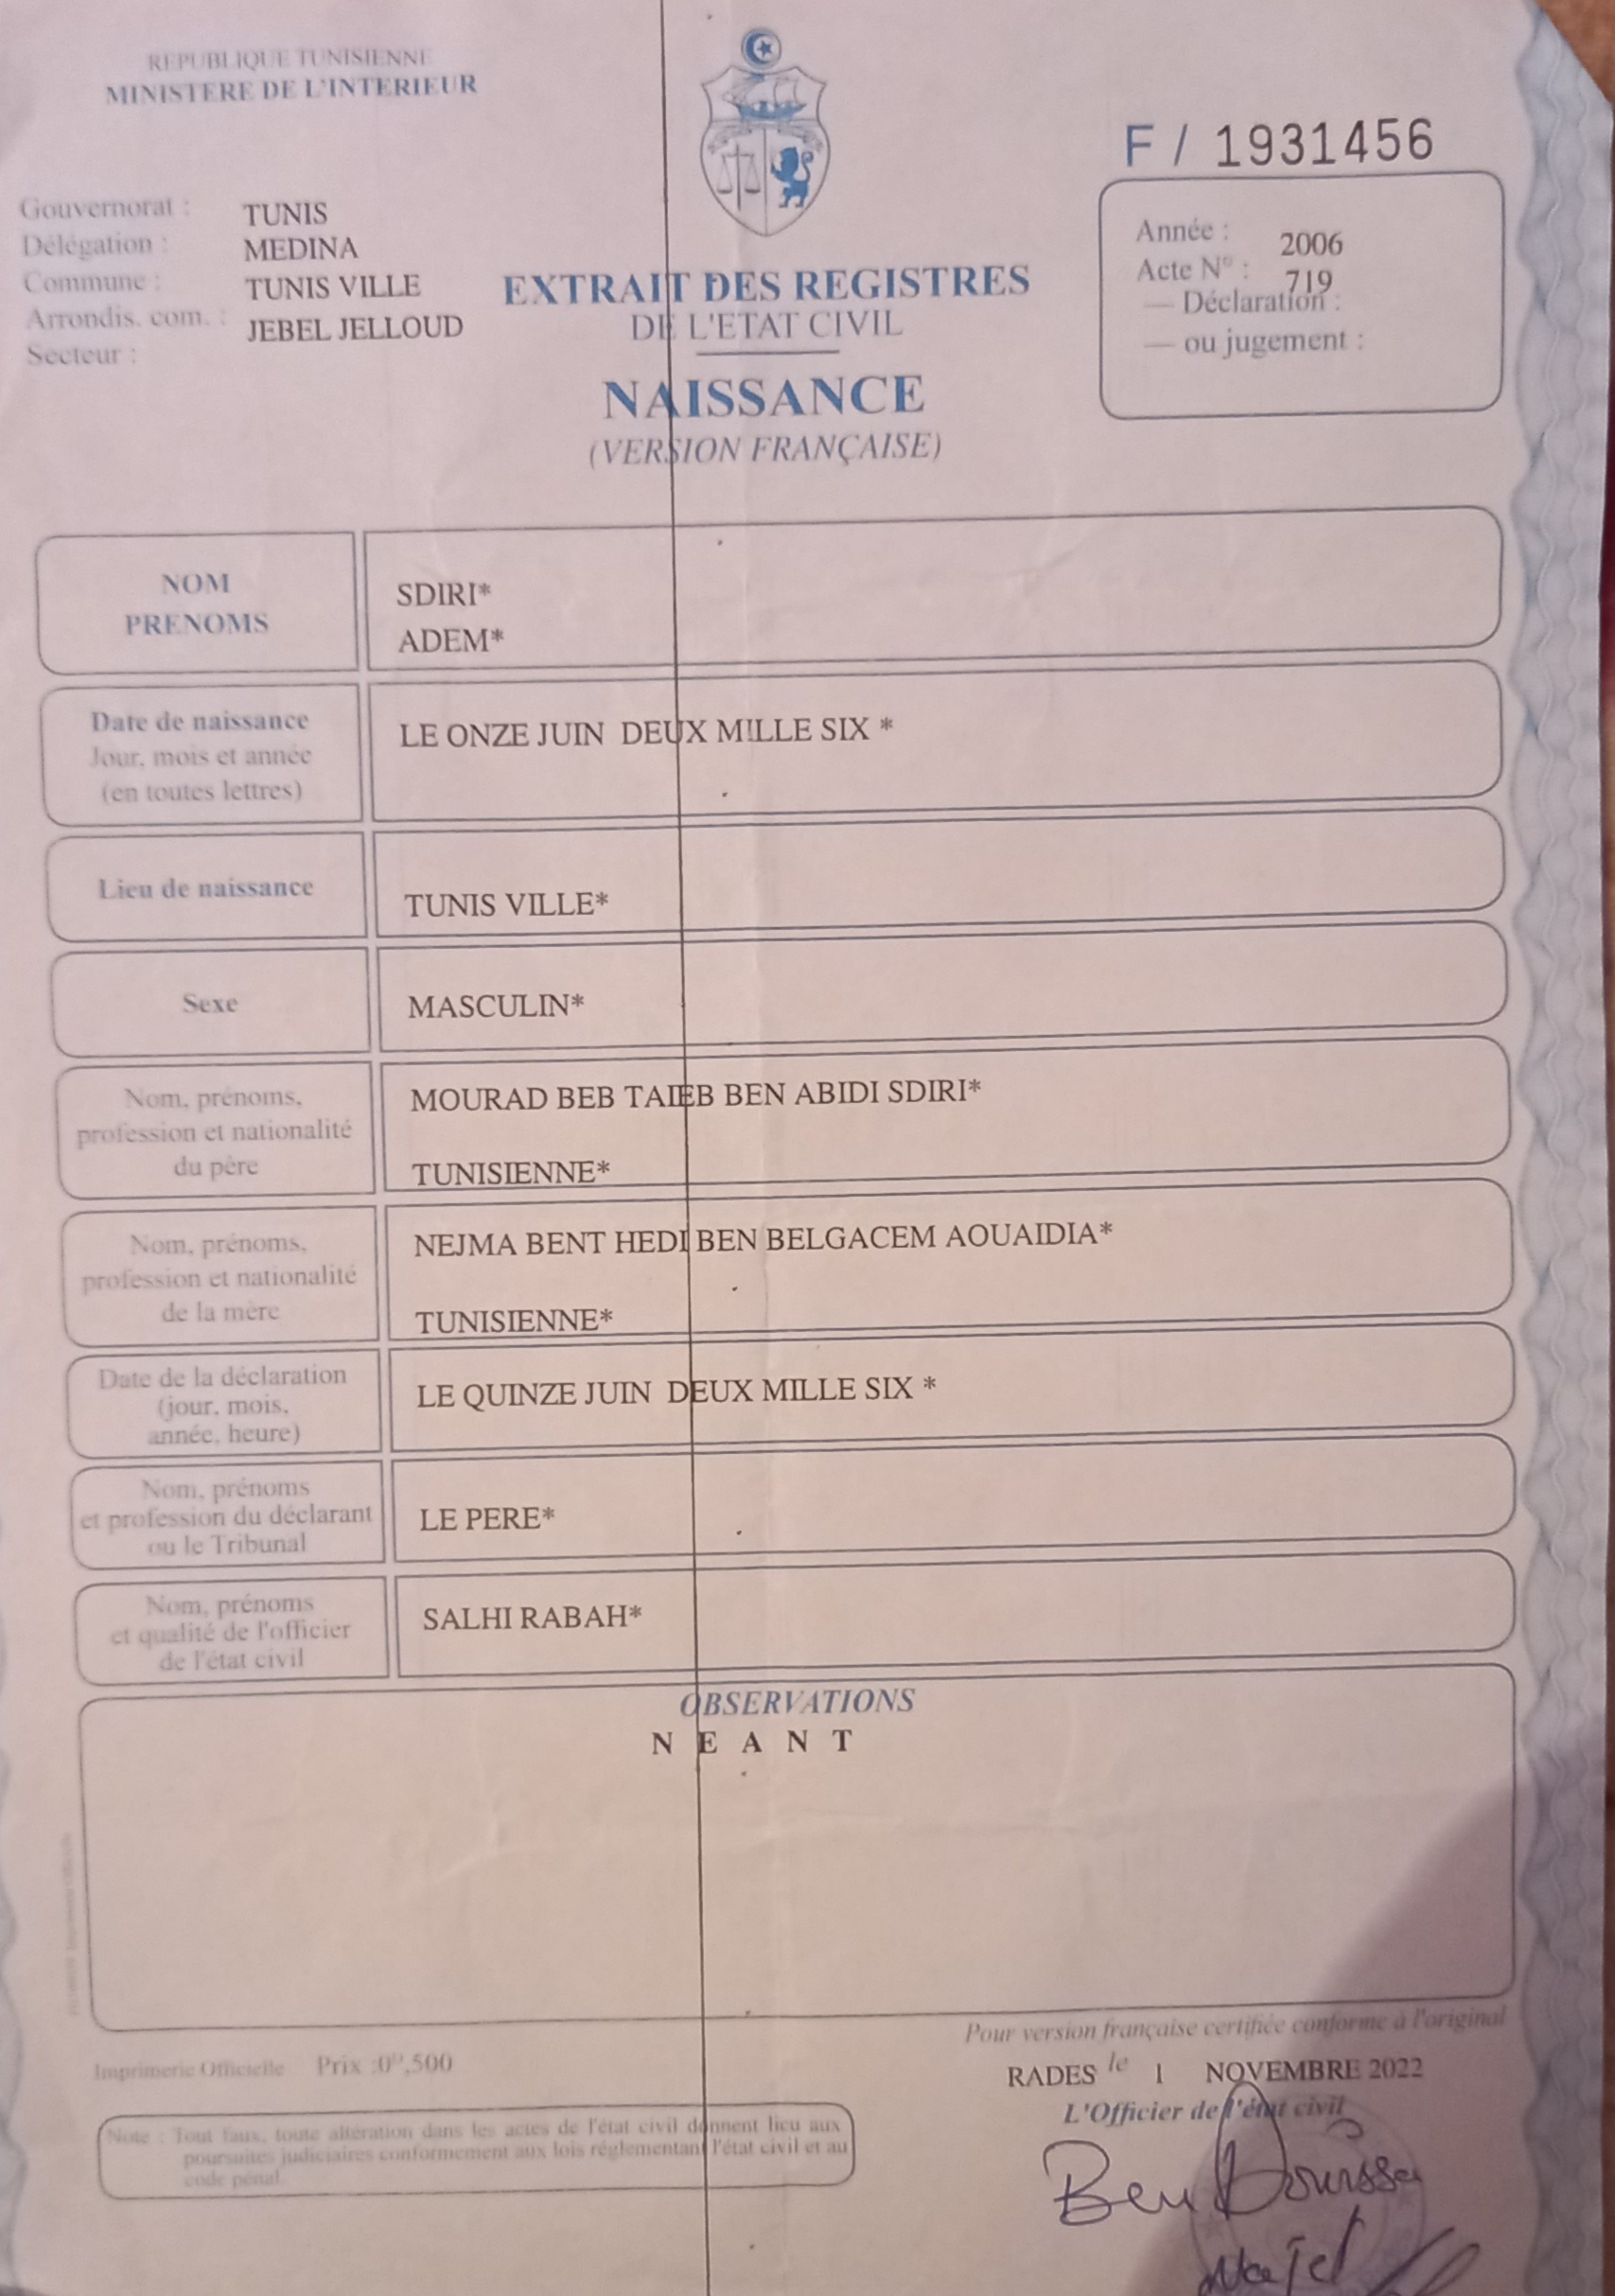 REPUBLIQUE TUNISIENNE
MINISTERE DE L'INTERIEUR
F / 1931456
Gouvernorat : TUNIS
Délégation : MEDINA
Commune : TUNIS VILLE
Arrondis. com. : JEBEL JELLOUD
Secteur :
EXTRAIT DES REGISTRES
DE L'ETAT CIVIL
NAISSANCE
(VERSION FRANÇAISE)
Année : 2006
Acte N° : 719
— Déclaration :
— ou jugement :
NOM
PRENOMS
SDIRI*
ADEM*
Date de naissance
Jour, mois et année
(en toutes lettres)
LE ONZE JUIN DEUX MILLE SIX *
Lieu de naissance
TUNIS VILLE*
Sexe
MASCULIN*
Nom, prénoms,
profession et nationalité
du père
MOURAD BEB TAIEB BEN ABIDI SDIRI*
TUNISIENNE*
Nom, prénoms,
profession et nationalité
de la mère
NEJMA BENT HEDI BEN BELGACEM AOUAIDIA*
TUNISIENNE*
Date de la déclaration
(jour, mois,
année, heure)
LE QUINZE JUIN DEUX MILLE SIX *
Nom, prénoms
et profession du déclarant
ou le Tribunal
LE PERE*
Nom, prénoms
et qualité de l'officier
de l'état civil
SALHI RABAH*
OBSERVATIONS
N E A N T
Pour version française certifiée conforme à l'original
Imprimerie Officielle Prix :0ᴰ,500
RADES le 1 NOVEMBRE 2022
L'Officier de l'état civil
Note : Tout faux, toute altération dans les actes de l'état civil donnent lieu aux
poursuites judiciaires conformement aux lois réglementant l'état civil et au
code pénal.
Ben